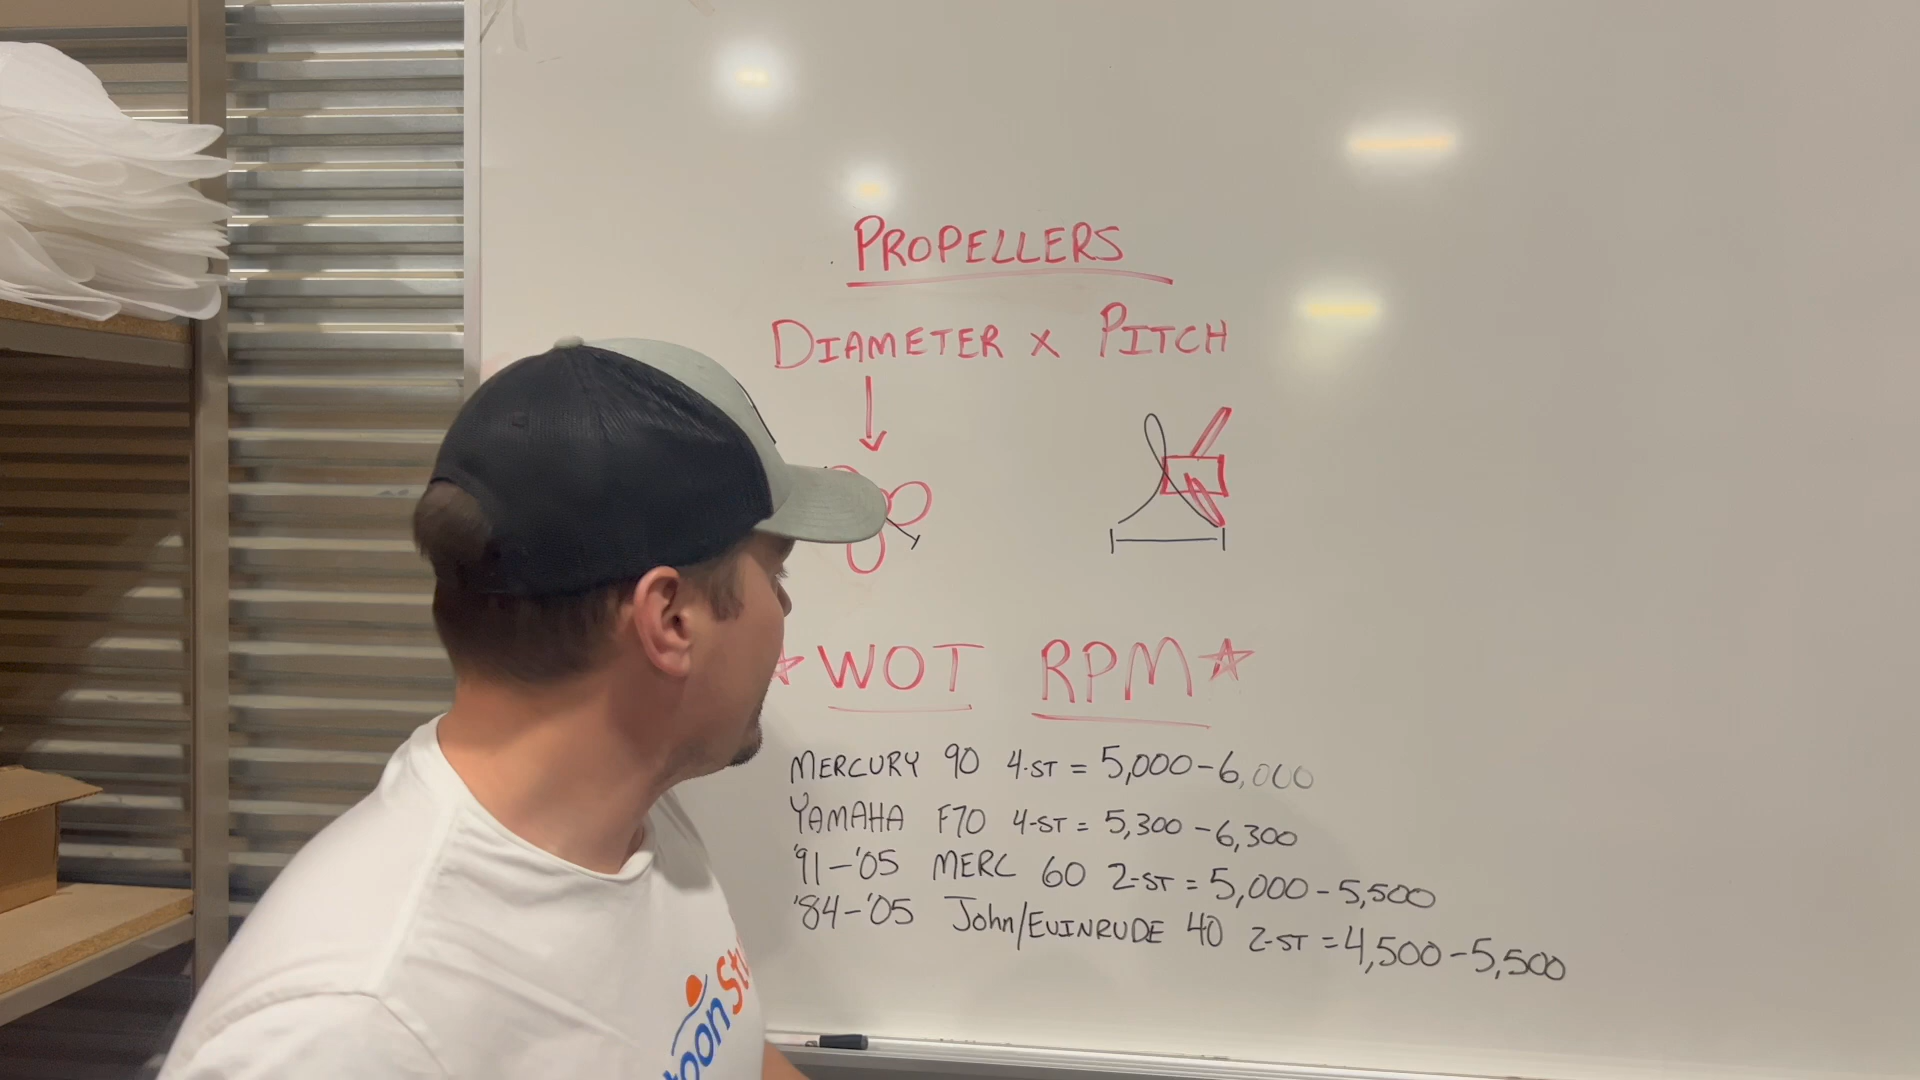 PROPELLERS
DIAMETER X PITCH
WOT RPM
MERCURY 90 4-ST = 5,000-6,000
YAMAHA F70 4-ST = 5,300-6,300
'91-'05 MERC 60 2-ST = 5,000-5,500
'84-'05 John/EVINRUDE 40 2-ST = 4,500-5,500